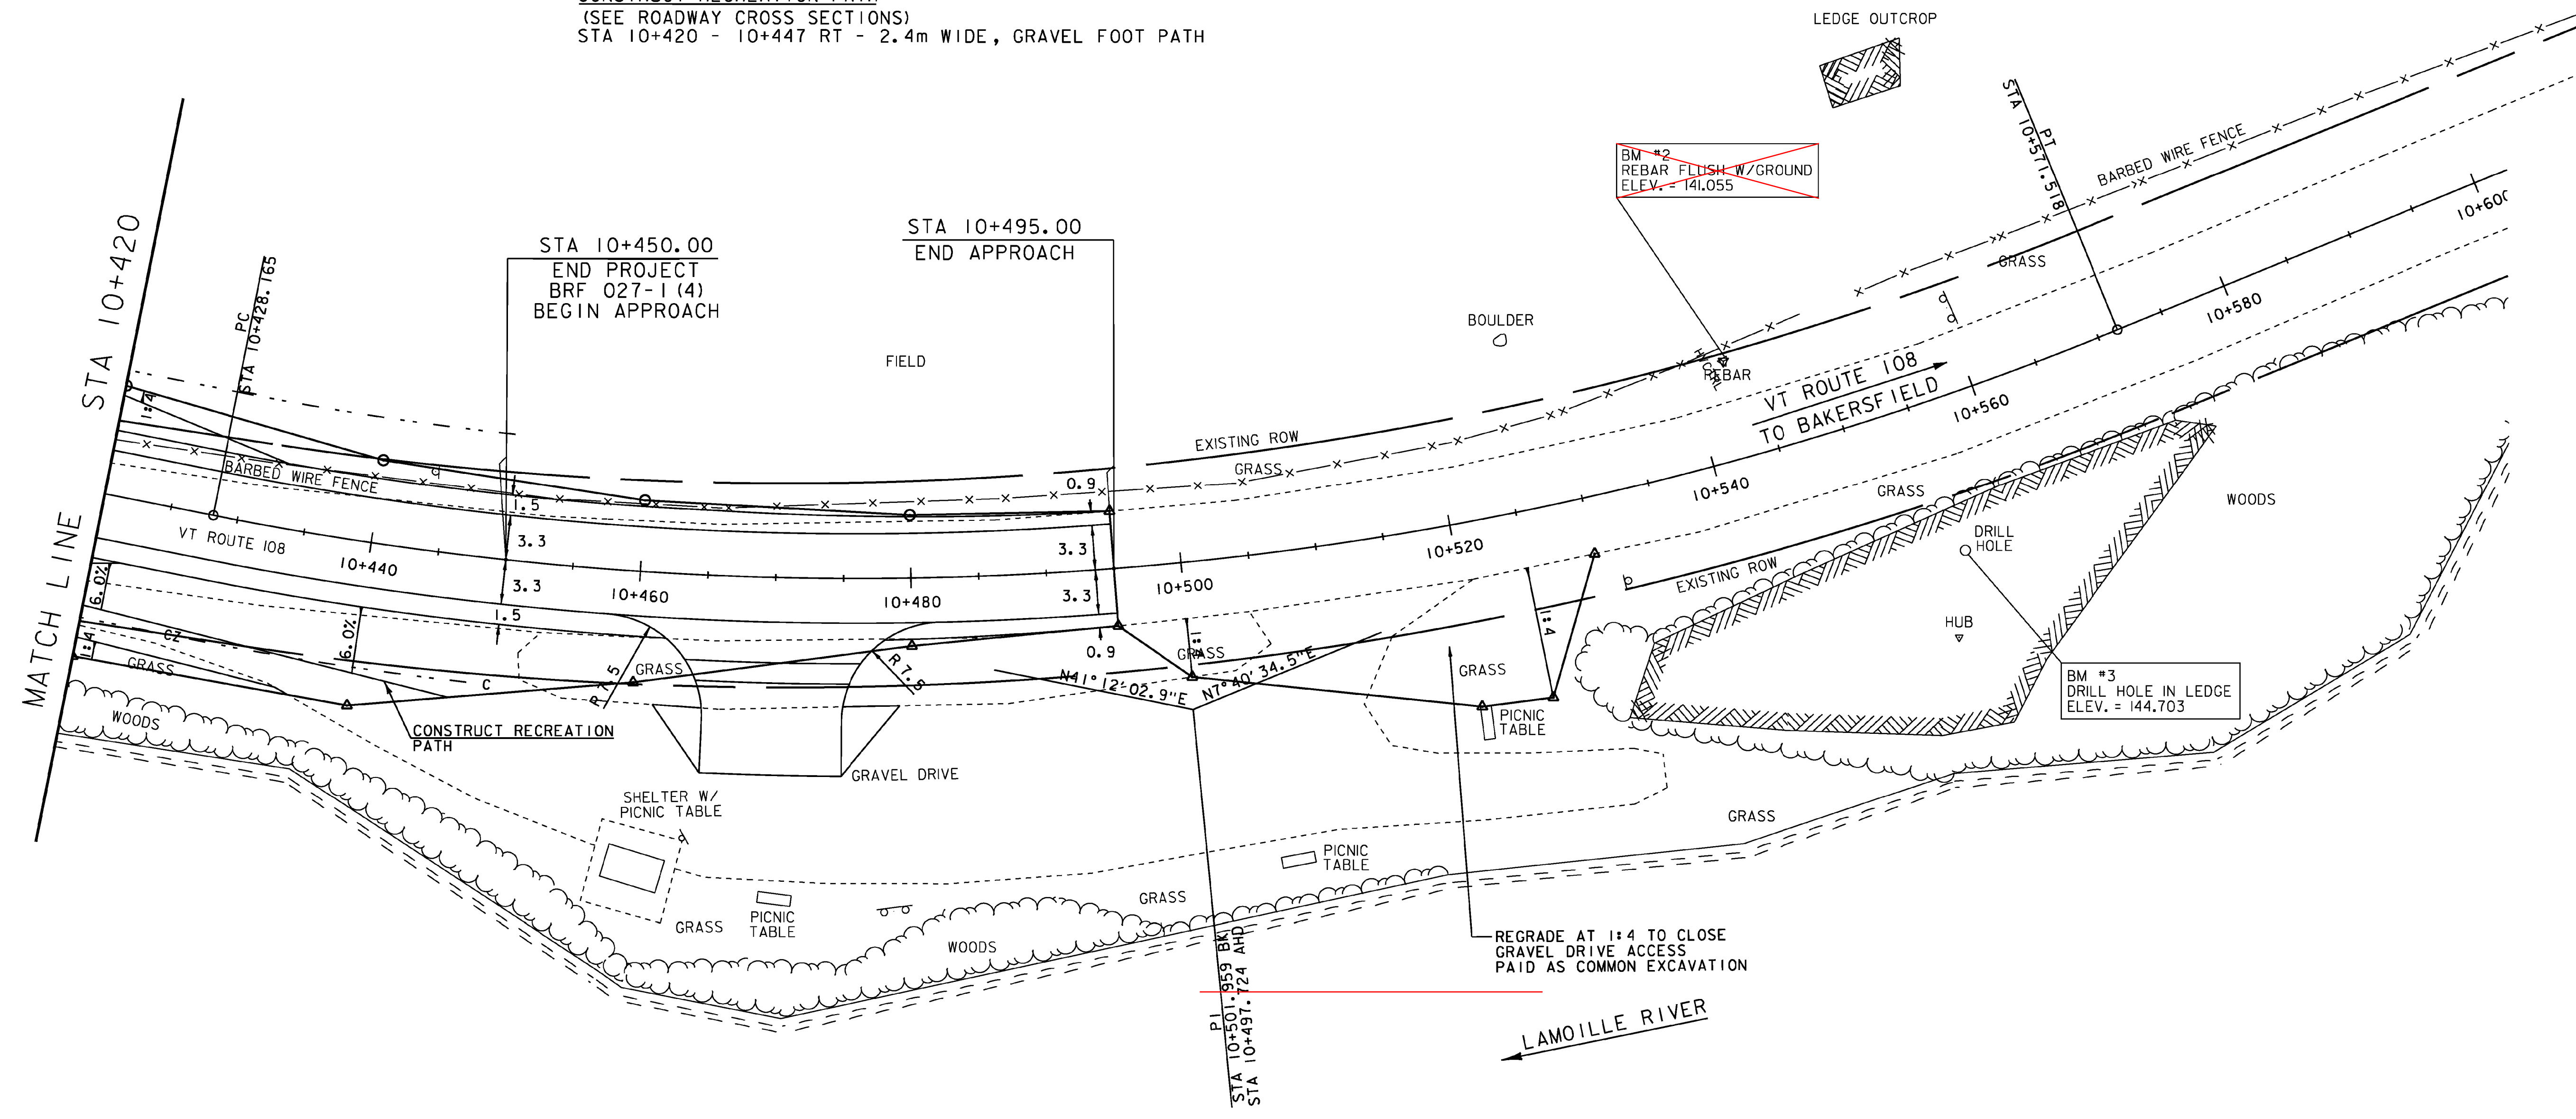 (SEE ROADWAY CROSS SECTIONS)
STA 10+420 - 10+447 RT - 2.4m WIDE, GRAVEL FOOT PATH
LEDGE OUTCROP
PT
STA 10+571.518
BARBED WIRE FENCE
BM #2
REBAR FLUSH W/GROUND
ELEV. = 141.055
STA 10+420
MATCH LINE
PC
STA 10+428.165
STA 10+450.00
END PROJECT
BRF 027-1(4)
BEGIN APPROACH
STA 10+495.00
END APPROACH
FIELD
BOULDER
REBAR
GRASS
10+600
10+580
VT ROUTE 108
TO BAKERSFIELD
10+560
1:4
BARBED WIRE FENCE
EXISTING ROW
GRASS
0.9
1.5
3.3
3.3
VT ROUTE 108
10+440
10+460
10+480
10+500
10+520
10+540
3.3
3.3
1.5
0.9
GRASS
WOODS
DRILL
HOLE
EXISTING ROW
HUB
BM #3
DRILL HOLE IN LEDGE
ELEV. = 144.703
6.0%
6.0%
CZ
1:4
GRASS
C
R7.5
GRASS
R 7.5
1:4
GRASS
N41°12'02.9"E
N7°40'34.5"E
1:4
GRASS
PICNIC
TABLE
WOODS
CONSTRUCT RECREATION
PATH
GRAVEL DRIVE
SHELTER W/
PICNIC TABLE
GRASS
PICNIC
TABLE
GRASS
PICNIC
TABLE
GRASS
WOODS
PI
STA 10+501.959 BK
STA 10+497.724 AHD
REGRADE AT 1:4 TO CLOSE
GRAVEL DRIVE ACCESS
PAID AS COMMON EXCAVATION
LAMOILLE RIVER